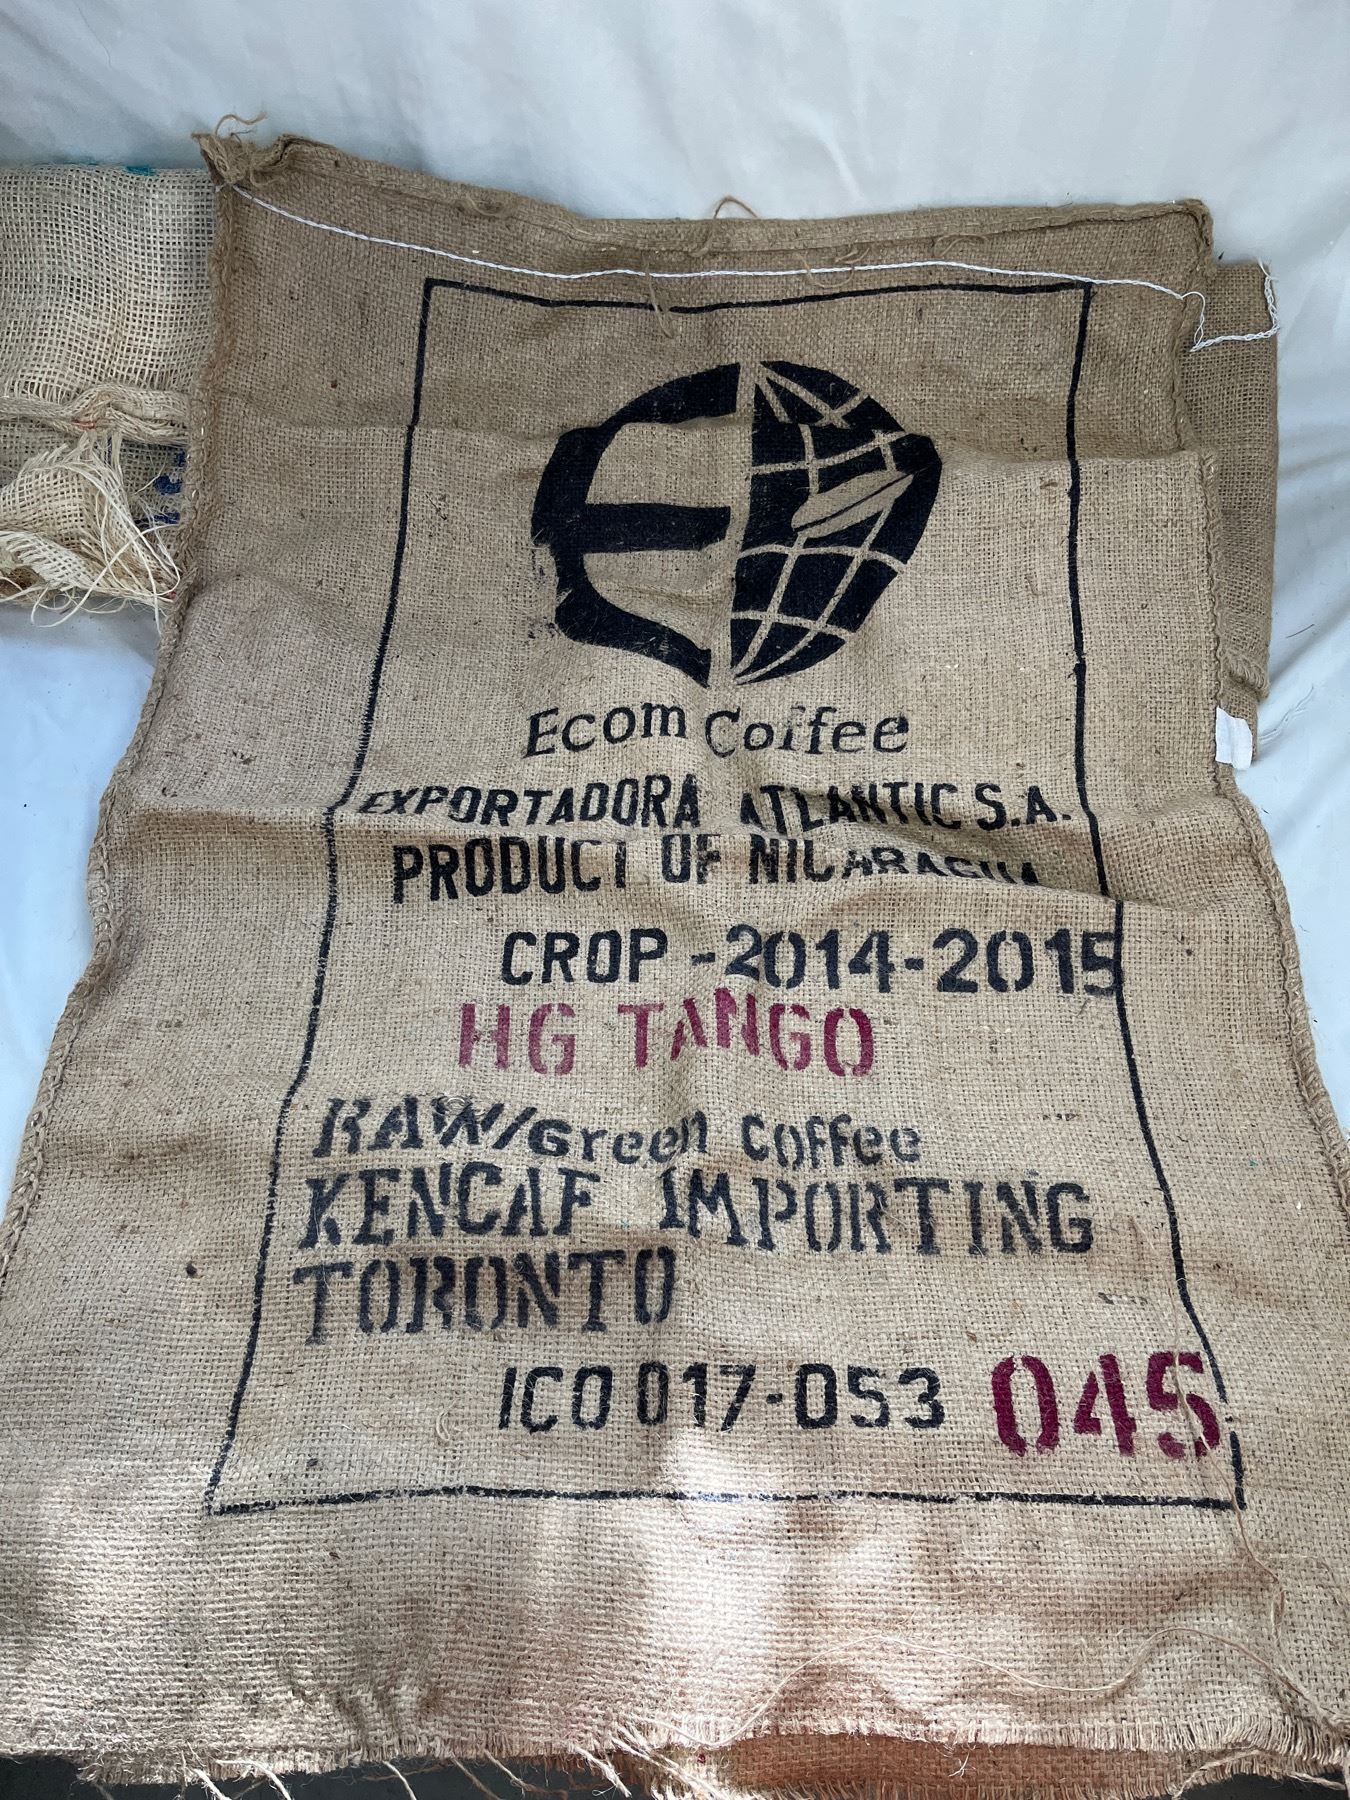 Ecom Coffee
EXPORTADORA ATLANTIC S.A.
PRODUCT OF NICARAGUA
CROP - 2014-2015
HG TANGO
RAW/Green coffee
KENCAF IMPORTING
TORONTO
ICO 017-053 045